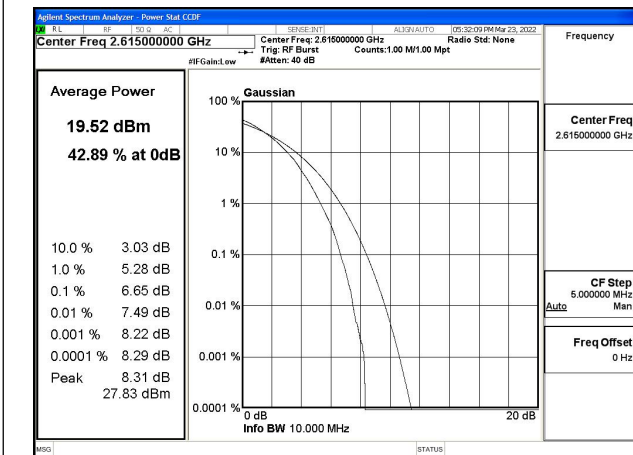 Agilent Spectrum Analyzer - Power Stat CCDF
RL RF 50 Ω AC SENSE:INT ALIGN AUTO 05:32:09 PM Mar 23, 2022
Center Freq 2.615000000 GHz
Center Freq: 2.615000000 GHz Radio Std: None
Trig: RF Burst Counts:1.00 M/1.00 Mpt
#IFGain:Low #Atten: 40 dB
Frequency
Average Power
19.52 dBm
42.89 % at 0dB
10.0 % 3.03 dB
1.0 % 5.28 dB
0.1 % 6.65 dB
0.01 % 7.49 dB
0.001 % 8.22 dB
0.0001 % 8.29 dB
Peak 8.31 dB
27.83 dBm
Gaussian
100 %
10 %
1 %
0.1 %
0.01 %
0.001 %
0.0001 %
0 dB 20 dB
Info BW 10.000 MHz
Center Freq
2.615000000 GHz
CF Step
5.000000 MHz
Auto Man
Freq Offset
0 Hz
MSG STATUS